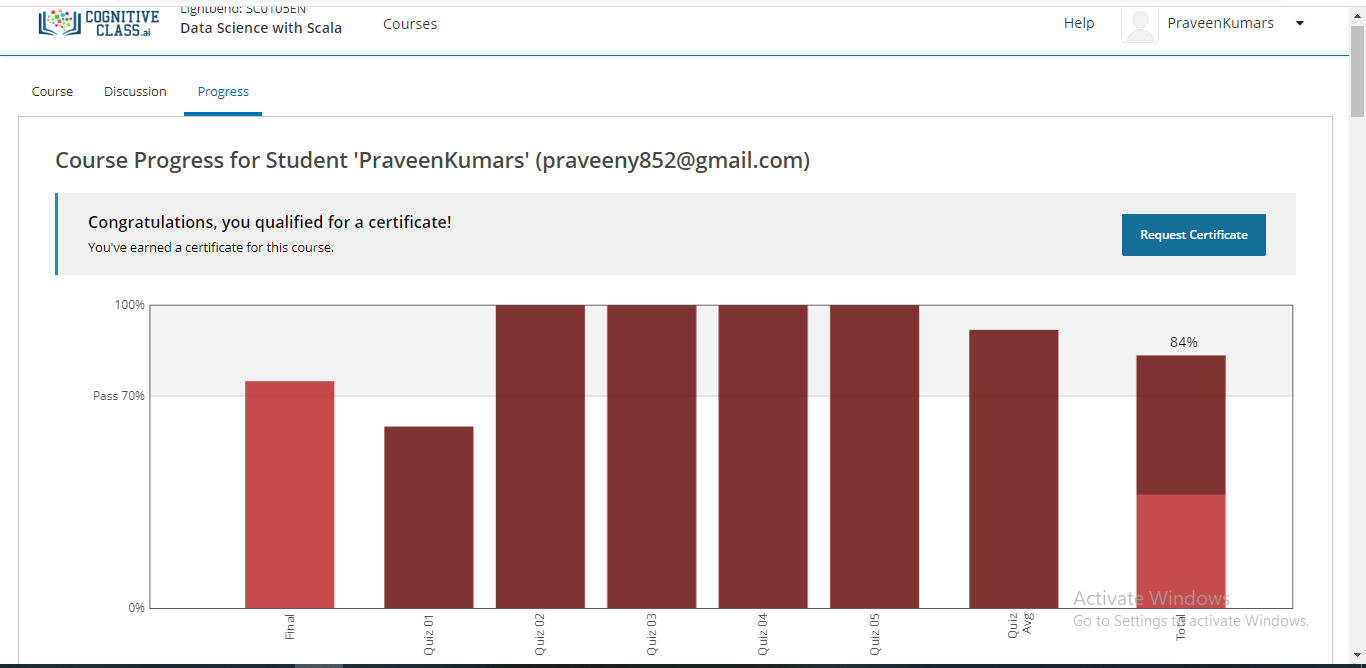 COGNITIVE
CLASS.ai
Lightbend: SC0105EN
Data Science with Scala
Courses
Help
PraveenKumars
Course
Discussion
Progress
Course Progress for Student 'PraveenKumars' (praveeny852@gmail.com)
Congratulations, you qualified for a certificate!
You've earned a certificate for this course.
Request Certificate
100%
Pass 70%
0%
84%
Final
Quiz 01
Quiz 02
Quiz 03
Quiz 04
Quiz 05
Quiz
Avg
Total
Activate Windows
Go to Settings to activate Windows.